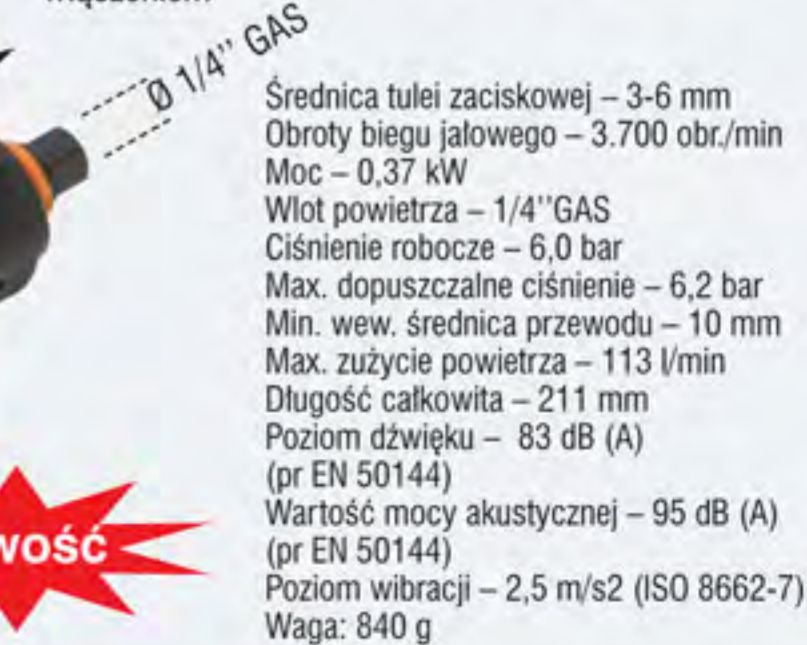 Ø 1/4'' GAS
Średnica tulei zaciskowej – 3-6 mm
Obroty biegu jałowego – 3.700 obr./min
Moc – 0,37 kW
Wlot powietrza – 1/4''GAS
Ciśnienie robocze – 6,0 bar
Max. dopuszczalne ciśnienie – 6,2 bar
Min. wew. średnica przewodu – 10 mm
Max. zużycie powietrza – 113 l/min
Długość całkowita – 211 mm
Poziom dźwięku – 83 dB (A)
(pr EN 50144)
Wartość mocy akustycznej – 95 dB (A)
(pr EN 50144)
Poziom wibracji – 2,5 m/s2 (ISO 8662-7)
Waga: 840 g
wość